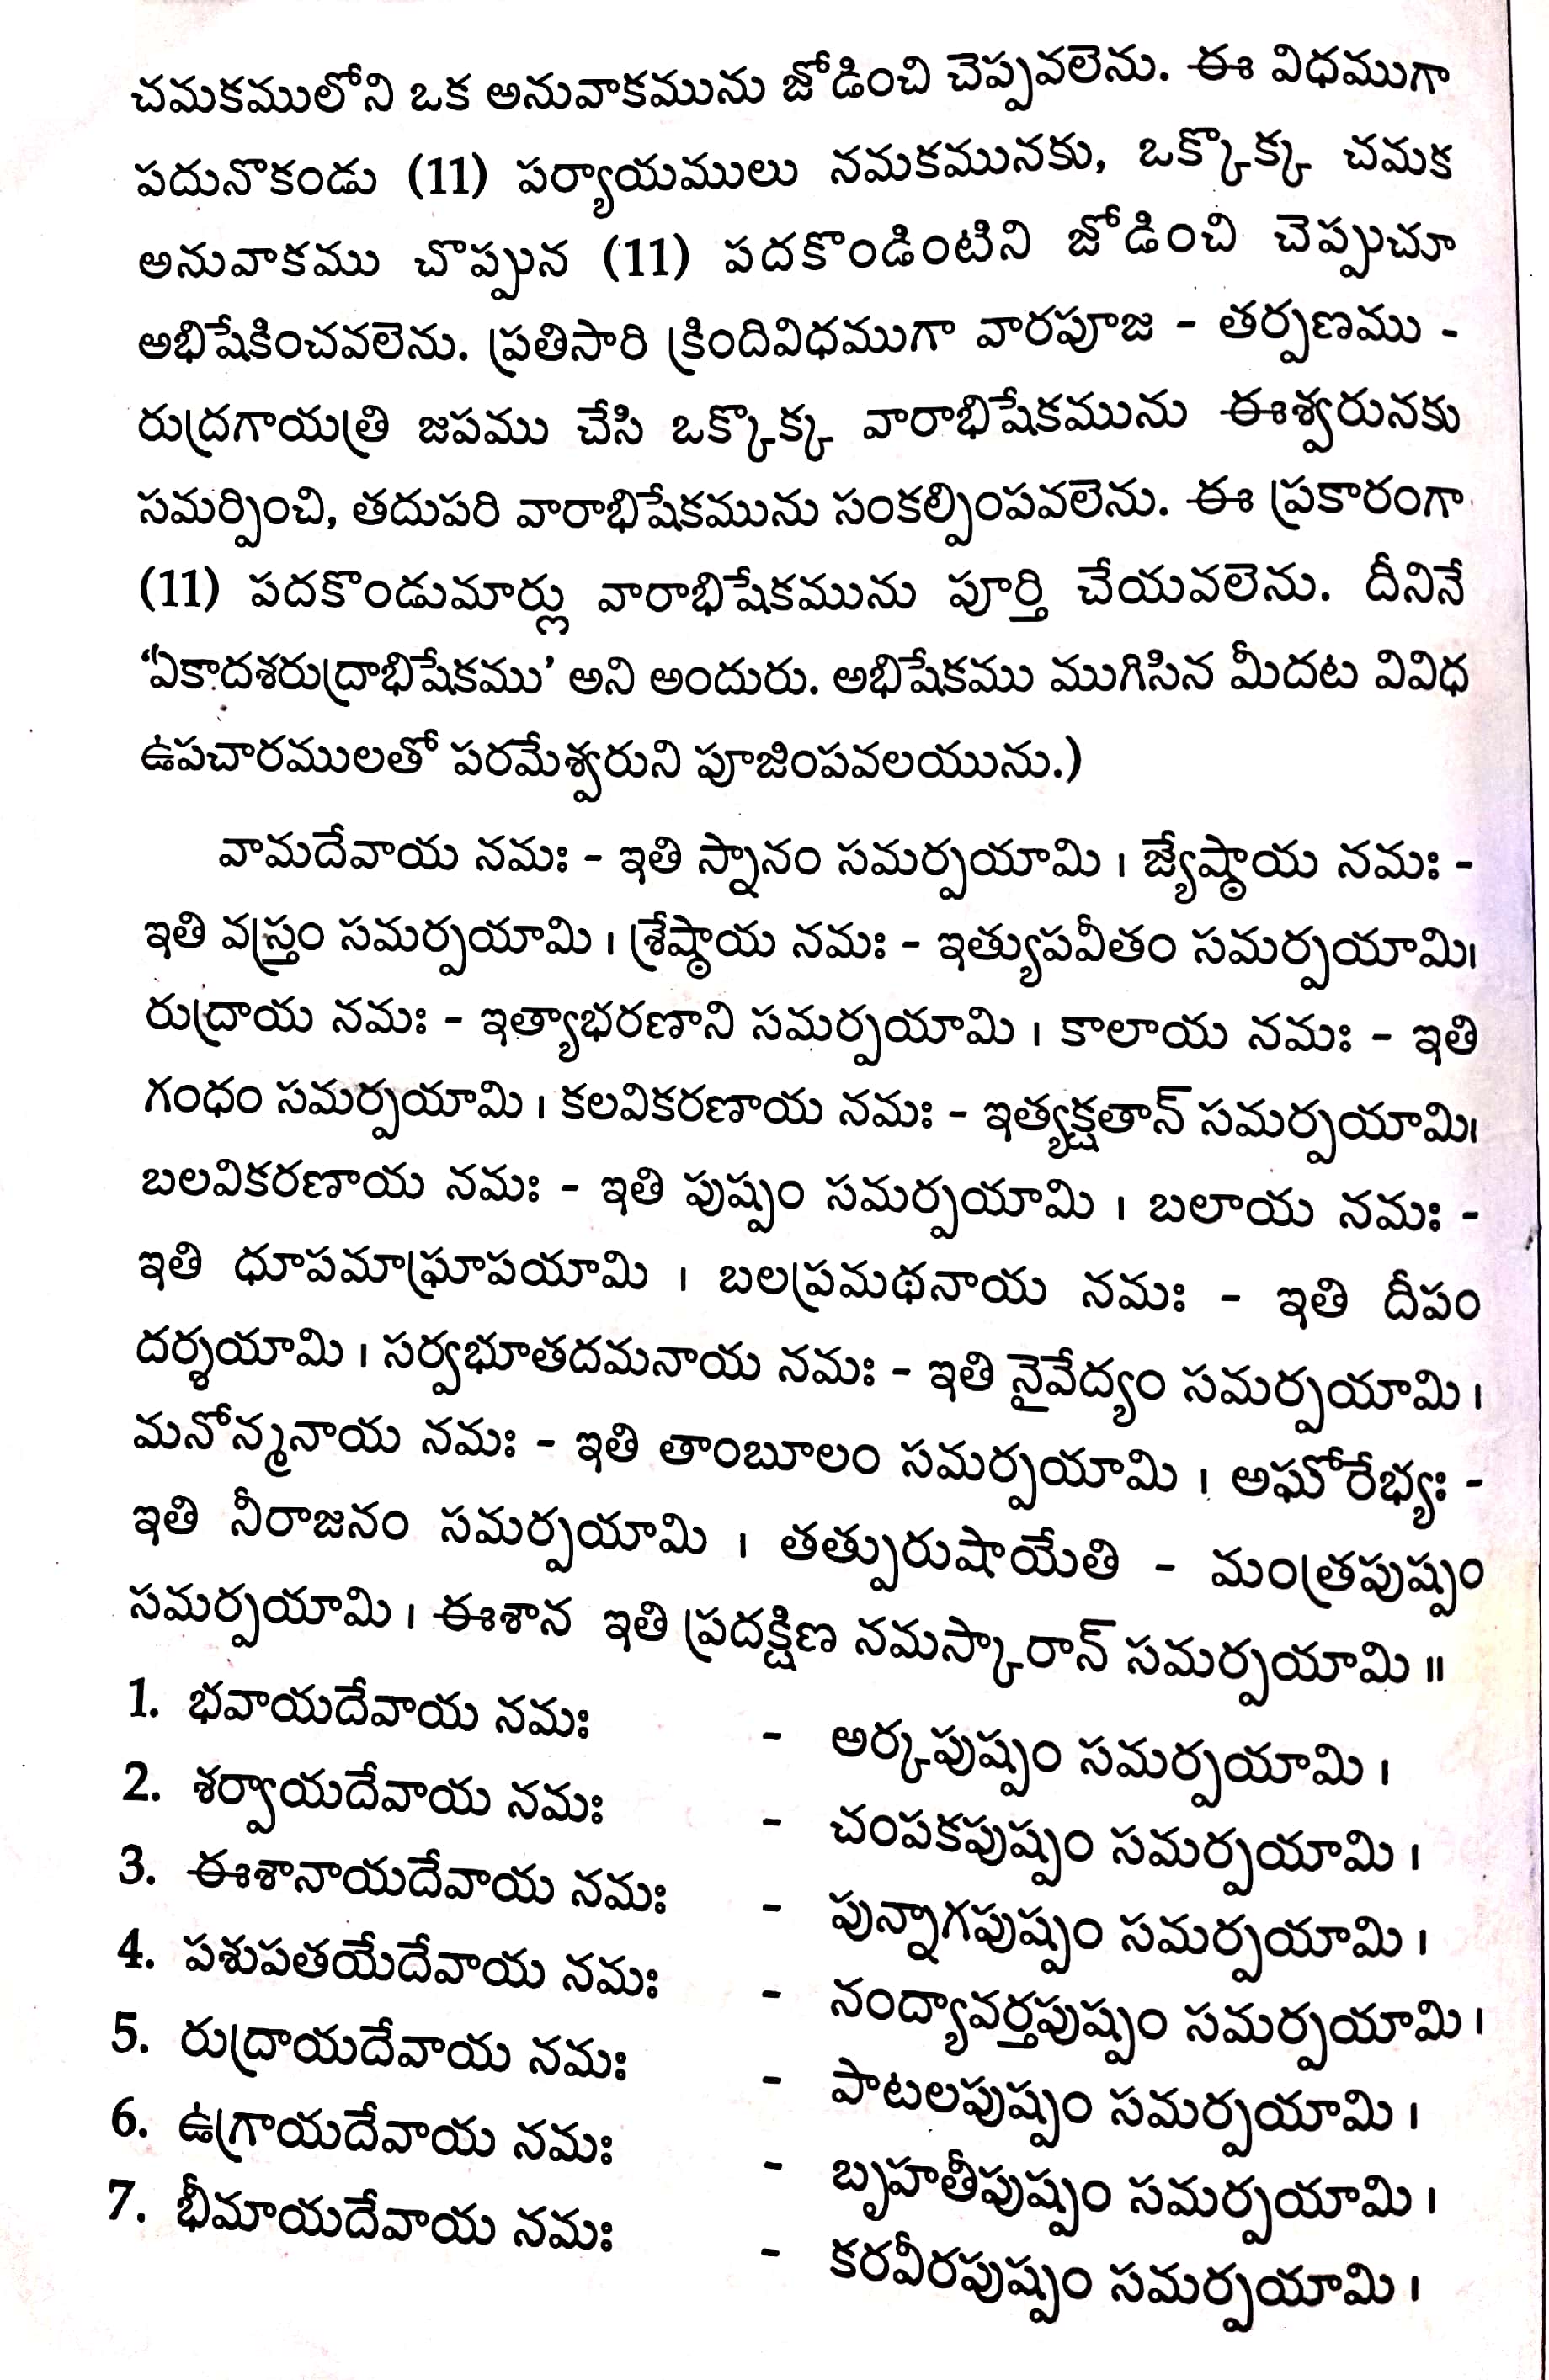 చమకములోని ఒక అనువాకమును జోడించి చెప్పవలెను. ఈ విధముగా
పదునొకండు (11) పర్యాయములు నమకమునకు, ఒక్కొక్క చమక
అనువాకము చొప్పున (11) పదకొండింటిని జోడించి చెప్పుచూ
అభిషేకించవలెను. ప్రతిసారి క్రిందివిధముగా వారపూజ - తర్పణము -
రుద్రగాయత్రి జపము చేసి ఒక్కొక్క వారాభిషేకమును ఈశ్వరునకు
సమర్పించి, తదుపరి వారాభిషేకమును సంకల్పింపవలెను. ఈ ప్రకారంగా
(11) పదకొండుమార్లు వారాభిషేకమును పూర్తి చేయవలెను. దీనినే
‘ఏకాదశరుద్రాభిషేకము’ అని అందురు. అభిషేకము ముగిసిన మీదట వివిధ
ఉపచారములతో పరమేశ్వరుని పూజింపవలయును.)
వామదేవాయ నమః - ఇతి స్నానం సమర్పయామి । జ్యేష్ఠాయ నమః -
ఇతి వస్త్రం సమర్పయామి । శ్రేష్ఠాయ నమః - ఇత్యుపవీతం సమర్పయామి।
రుద్రాయ నమః - ఇత్యాభరణాని సమర్పయామి । కాలాయ నమః - ఇతి
గంధం సమర్పయామి । కలవికరణాయ నమః - ఇత్యక్షతాన్ సమర్పయామి।
బలవికరణాయ నమః - ఇతి పుష్పం సమర్పయామి । బలాయ నమః -
ఇతి ధూపమాఘ్రాపయామి । బలప్రమథనాయ నమః - ఇతి దీపం
దర్శయామి । సర్వభూతదమనాయ నమః - ఇతి నైవేద్యం సమర్పయామి ।
మనోన్మనాయ నమః - ఇతి తాంబూలం సమర్పయామి । అఘోరేభ్యః -
ఇతి నీరాజనం సమర్పయామి । తత్పురుషాయేతి - మంత్రపుష్పం
సమర్పయామి । ఈశాన ఇతి ప్రదక్షిణ నమస్కారాన్ సమర్పయామి ॥
1. భవాయదేవాయ నమః - అర్కపుష్పం సమర్పయామి ।
2. శర్వాయదేవాయ నమః - చంపకపుష్పం సమర్పయామి ।
3. ఈశానాయదేవాయ నమః - పున్నాగపుష్పం సమర్పయామి ।
4. పశుపతయేదేవాయ నమః - నంద్యావర్తపుష్పం సమర్పయామి ।
5. రుద్రాయదేవాయ నమః - పాటలపుష్పం సమర్పయామి ।
6. ఉగ్రాయదేవాయ నమః - బృహతీపుష్పం సమర్పయామి ।
7. భీమాయదేవాయ నమః - కరవీరపుష్పం సమర్పయామి ।